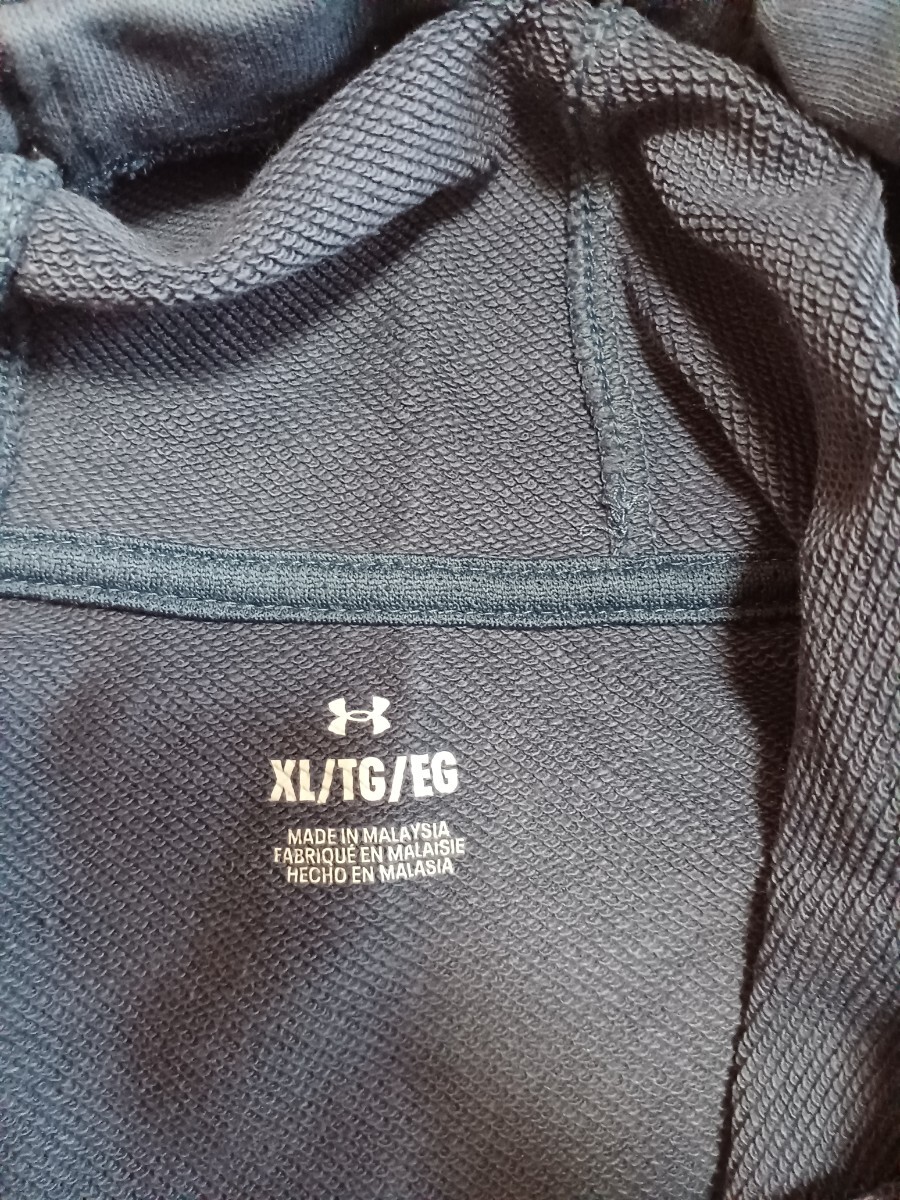 XL/TG/EG
MADE IN MALAYSIA
FABRIQUÉ EN MALAISIE
HECHO EN MALASIA